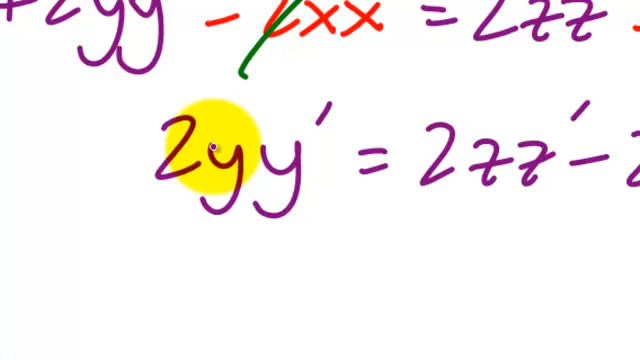 +2yy - 2xx = 2zz
2yy' = 2zz' - 2